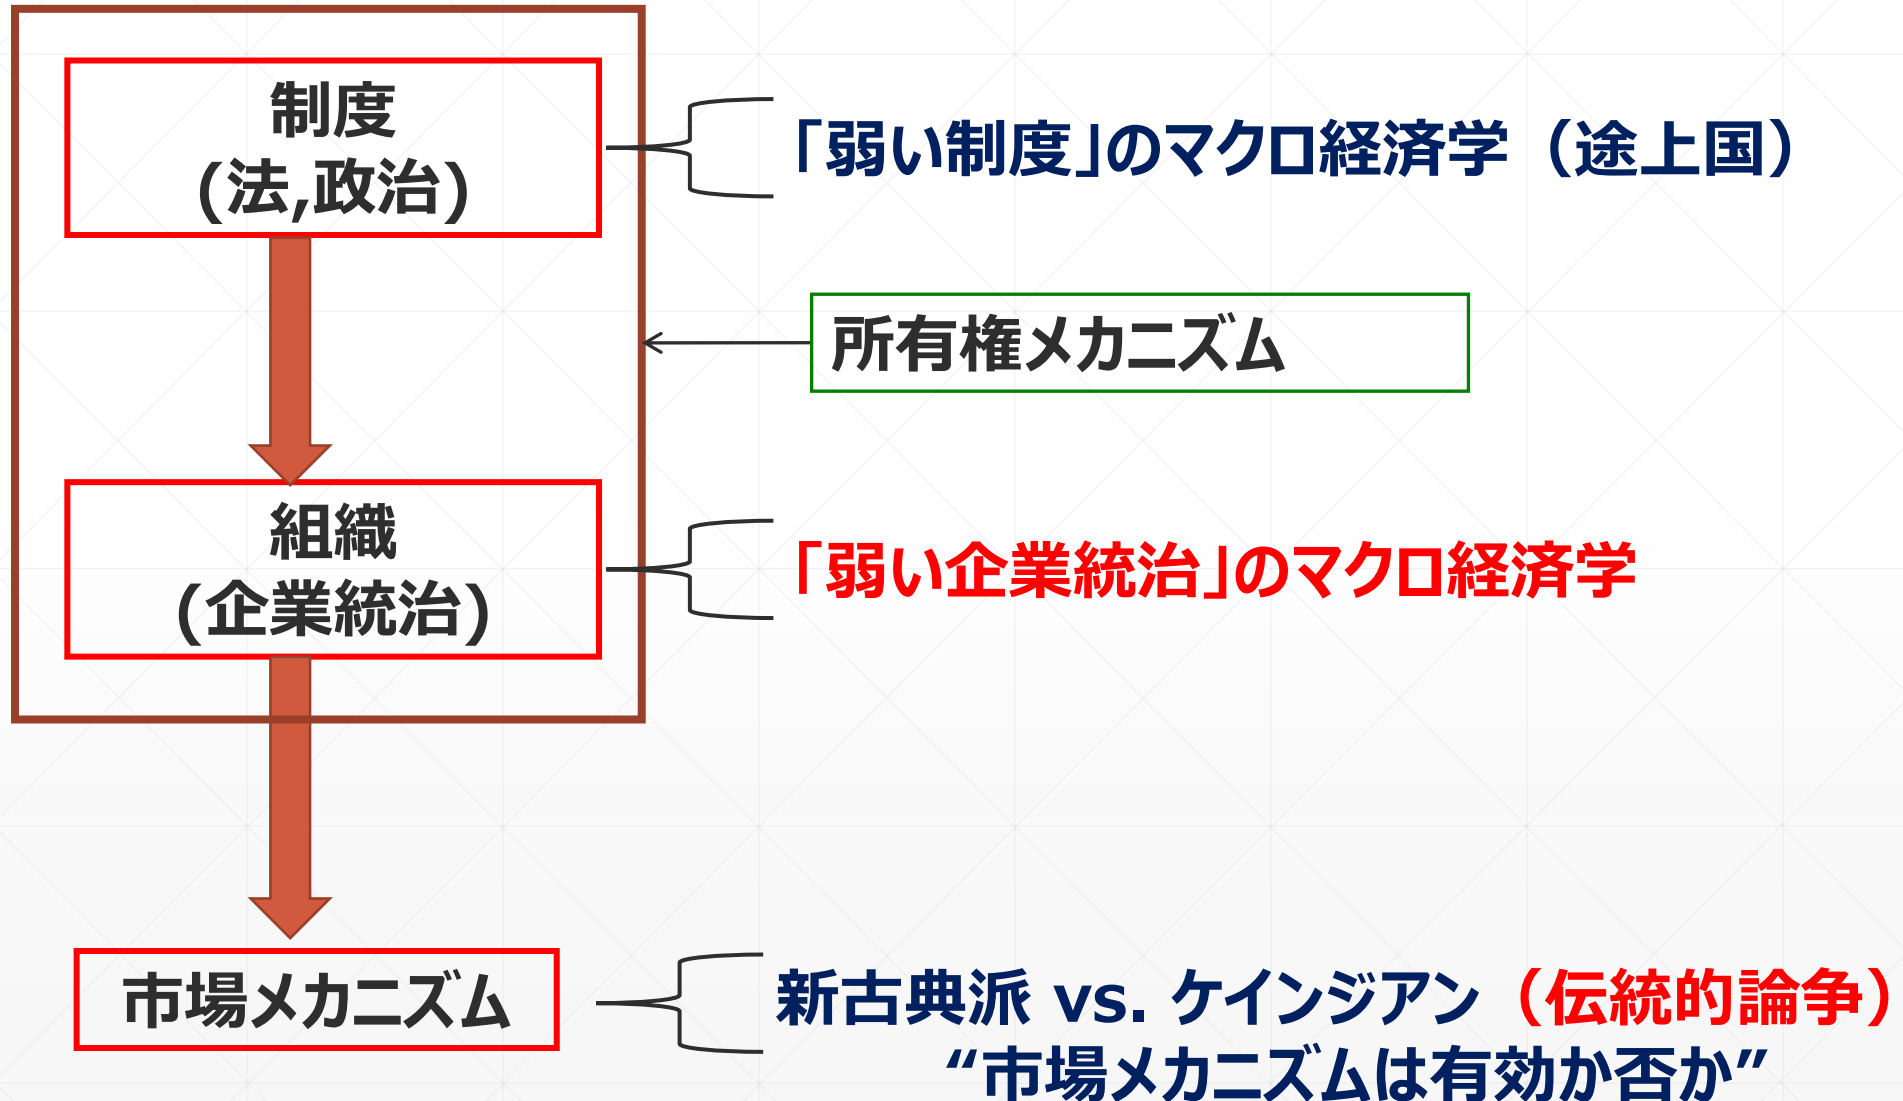 制度
(法,政治)
「弱い制度」のマクロ経済学（途上国）
所有権メカニズム
組織
(企業統治)
「弱い企業統治」のマクロ経済学
市場メカニズム
新古典派 vs. ケインジアン（伝統的論争）
“市場メカニズムは有効か否か”